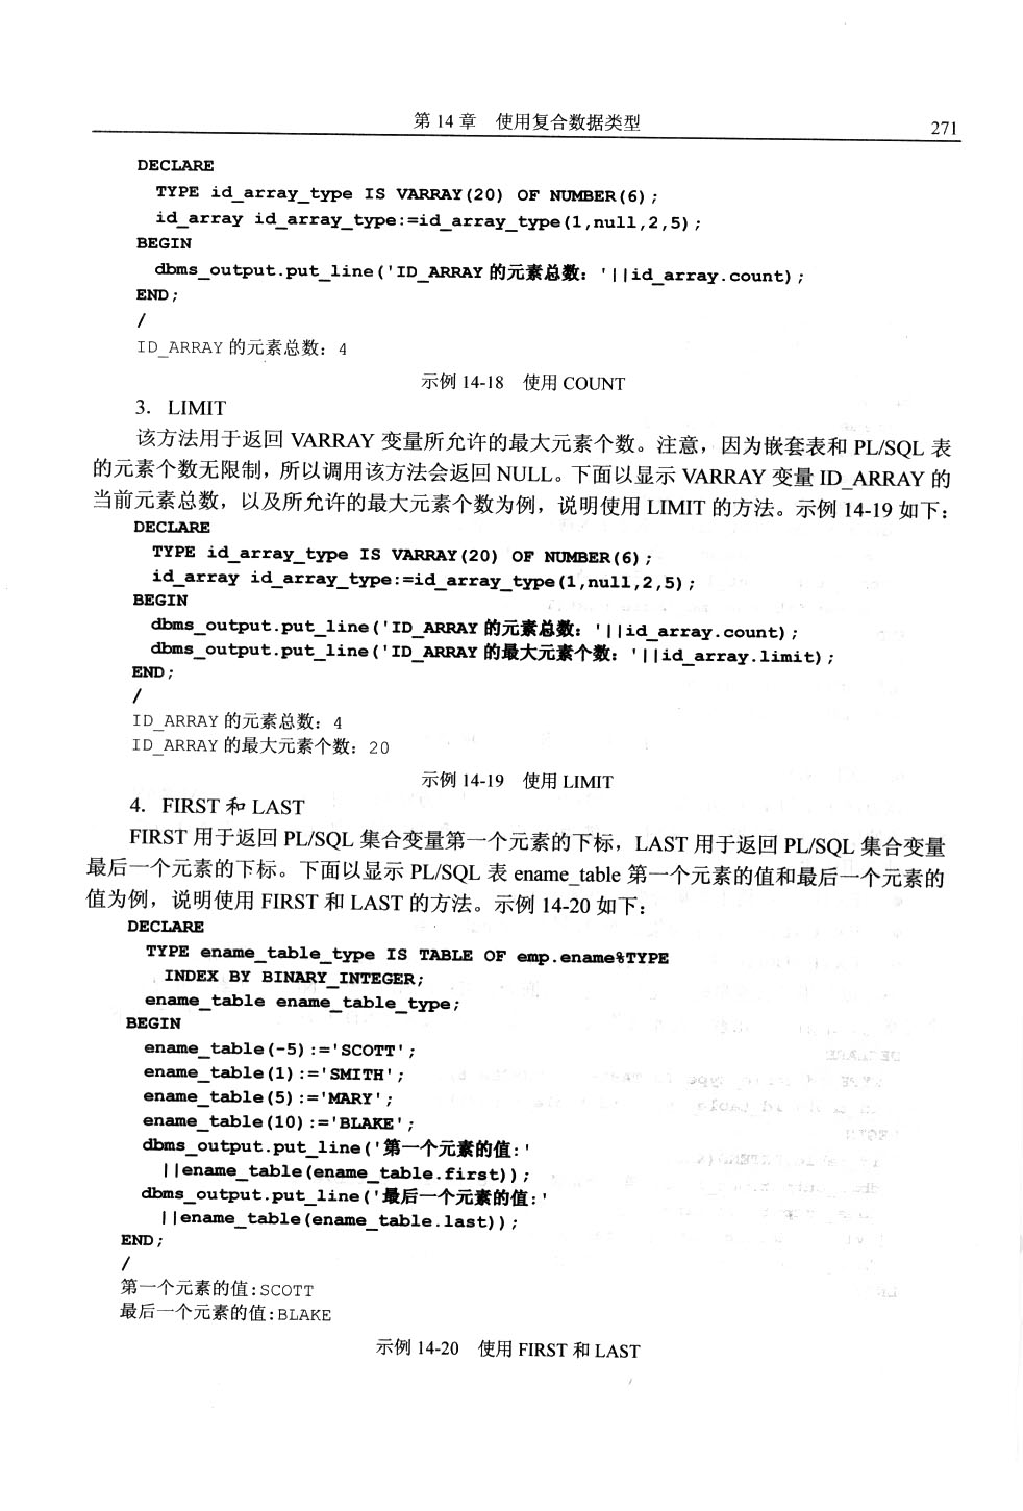 第 14 章　使用复合数据类型
271
DECLARE
TYPE id_array_type IS VARRAY(20) OF NUMBER(6);
id_array id_array_type:=id_array_type(1,null,2,5);
BEGIN
dbms_output.put_line('ID_ARRAY 的元素总数：'||id_array.count);
END;
/
ID_ARRAY 的元素总数：4
示例 14-18　使用 COUNT
3．LIMIT
该方法用于返回 VARRAY 变量所允许的最大元素个数。注意，因为嵌套表和 PL/SQL 表
的元素个数无限制，所以调用该方法会返回 NULL。下面以显示 VARRAY 变量 ID_ARRAY 的
当前元素总数，以及所允许的最大元素个数为例，说明使用 LIMIT 的方法。示例 14-19 如下：
DECLARE
TYPE id_array_type IS VARRAY(20) OF NUMBER(6);
id_array id_array_type:=id_array_type(1,null,2,5);
BEGIN
dbms_output.put_line('ID_ARRAY 的元素总数：'||id_array.count);
dbms_output.put_line('ID_ARRAY 的最大元素个数：'||id_array.limit);
END;
/
ID_ARRAY 的元素总数：4
ID_ARRAY 的最大元素个数：20
示例 14-19　使用 LIMIT
4．FIRST 和 LAST
FIRST 用于返回 PL/SQL 集合变量第一个元素的下标，LAST 用于返回 PL/SQL 集合变量
最后一个元素的下标。下面以显示 PL/SQL 表 ename_table 第一个元素的值和最后一个元素的
值为例，说明使用 FIRST 和 LAST 的方法。示例 14-20 如下：
DECLARE
TYPE ename_table_type IS TABLE OF emp.ename%TYPE
INDEX BY BINARY_INTEGER;
ename_table ename_table_type;
BEGIN
ename_table(-5):='SCOTT';
ename_table(1):='SMITH';
ename_table(5):='MARY';
ename_table(10):='BLAKE';
dbms_output.put_line('第一个元素的值:'
||ename_table(ename_table.first));
dbms_output.put_line('最后一个元素的值:'
||ename_table(ename_table.last));
END;
/
第一个元素的值:SCOTT
最后一个元素的值:BLAKE
示例 14-20　使用 FIRST 和 LAST